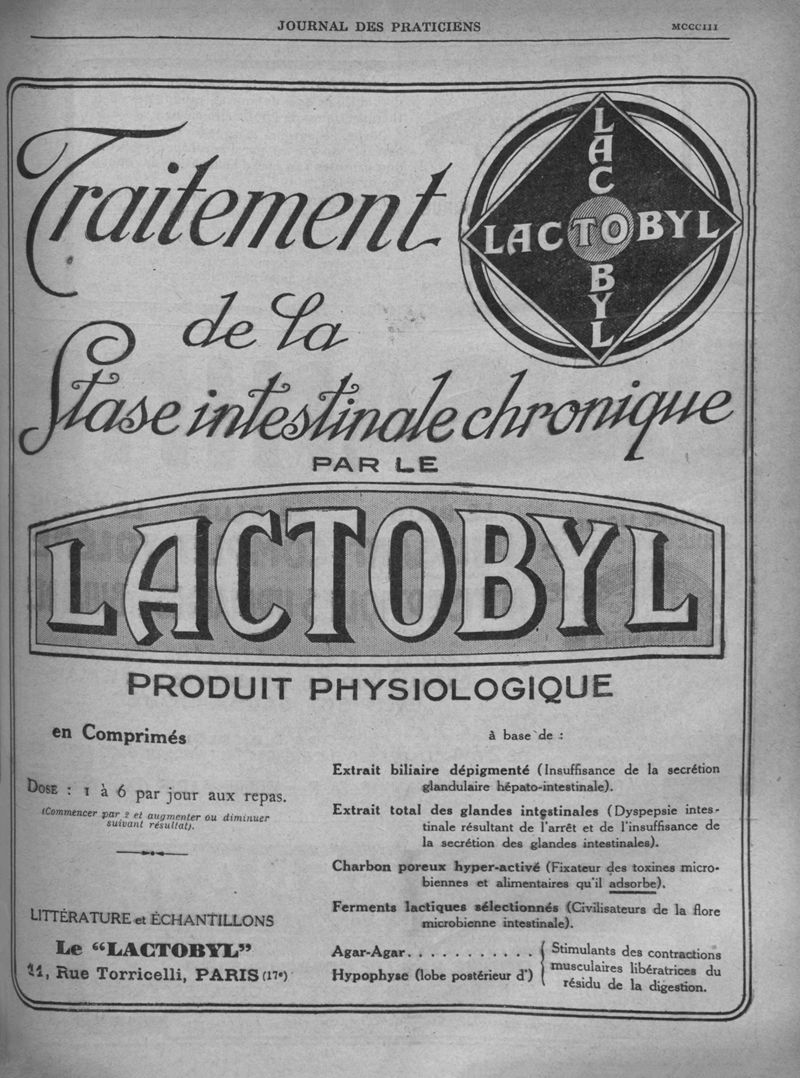 JOURNAL DES PRATICIENS
MCCCIII
Traitement
de la
Stase intestinale chronique
LACTOBYL
LACTOBYL
PAR LE
LACTOBYL
PRODUIT PHYSIOLOGIQUE
en Comprimés
DOSE : 1 à 6 par jour aux repas.
(Commencer par 2 et augmenter ou diminuer
suivant résultat).
LITTÉRATURE et ÉCHANTILLONS
Le “LACTOBYL”
11, Rue Torricelli, PARIS (17e)
à base de :
Extrait biliaire dépigmenté (Insuffisance de la secrétion
glandulaire hépato-intestinale).
Extrait total des glandes intestinales (Dyspepsie intes-
tinale résultant de l'arrêt et de l'insuffisance de
la secrétion des glandes intestinales).
Charbon poreux hyper-activé (Fixateur des toxines micro-
biennes et alimentaires qu'il adsorbe).
Ferments lactiques sélectionnés (Civilisateurs de la flore
microbienne intestinale).
Agar-Agar. . . . . . . . . . .
Hypophyse (lobe postérieur d')
Stimulants des contractions
musculaires libératrices du
résidu de la digestion.